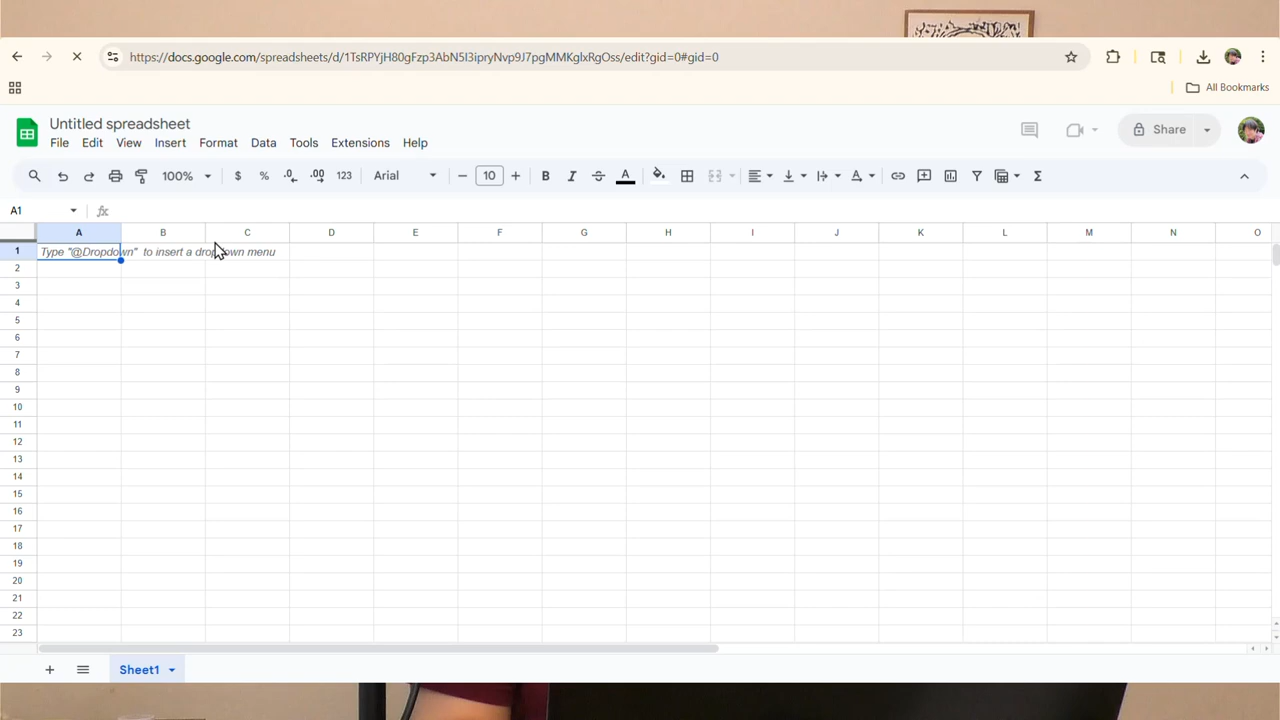 https://docs.google.com/spreadsheets/d/1TsRPYjH80gFzp3AbN5I3ipryNvp9J7pgMMKglxRgOss/edit?gid=0#gid=0
All Bookmarks
Untitled spreadsheet
File Edit View Insert Format Data Tools Extensions Help
Share
100% $ % .0 .00 123 Arial 10 B I S A Σ
A1 fx
A B C D E F G H I J K L M N O
1 Type "@Dropdown" to insert a dropdown menu
2
3
4
5
6
7
8
9
10
11
12
13
14
15
16
17
18
19
20
21
22
23
Sheet1